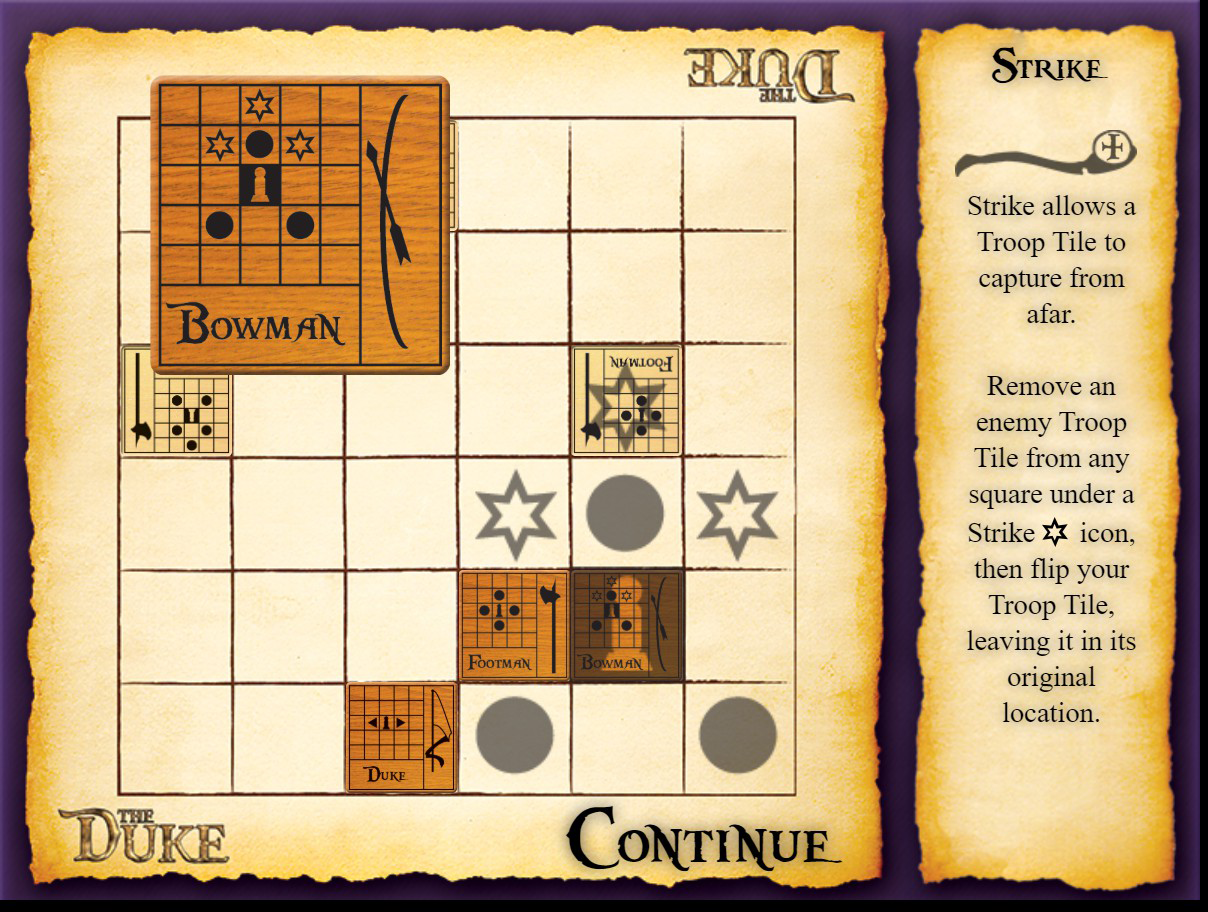 THE
DUKE
BOWMAN
FOOTMAN
FOOTMAN
BOWMAN
DUKE
THE
DUKE
CONTINUE
STRIKE
Strike allows a
Troop Tile to
capture from
afar.
Remove an
enemy Troop
Tile from any
square under a
Strike icon,
then flip your
Troop Tile,
leaving it in its
original
location.